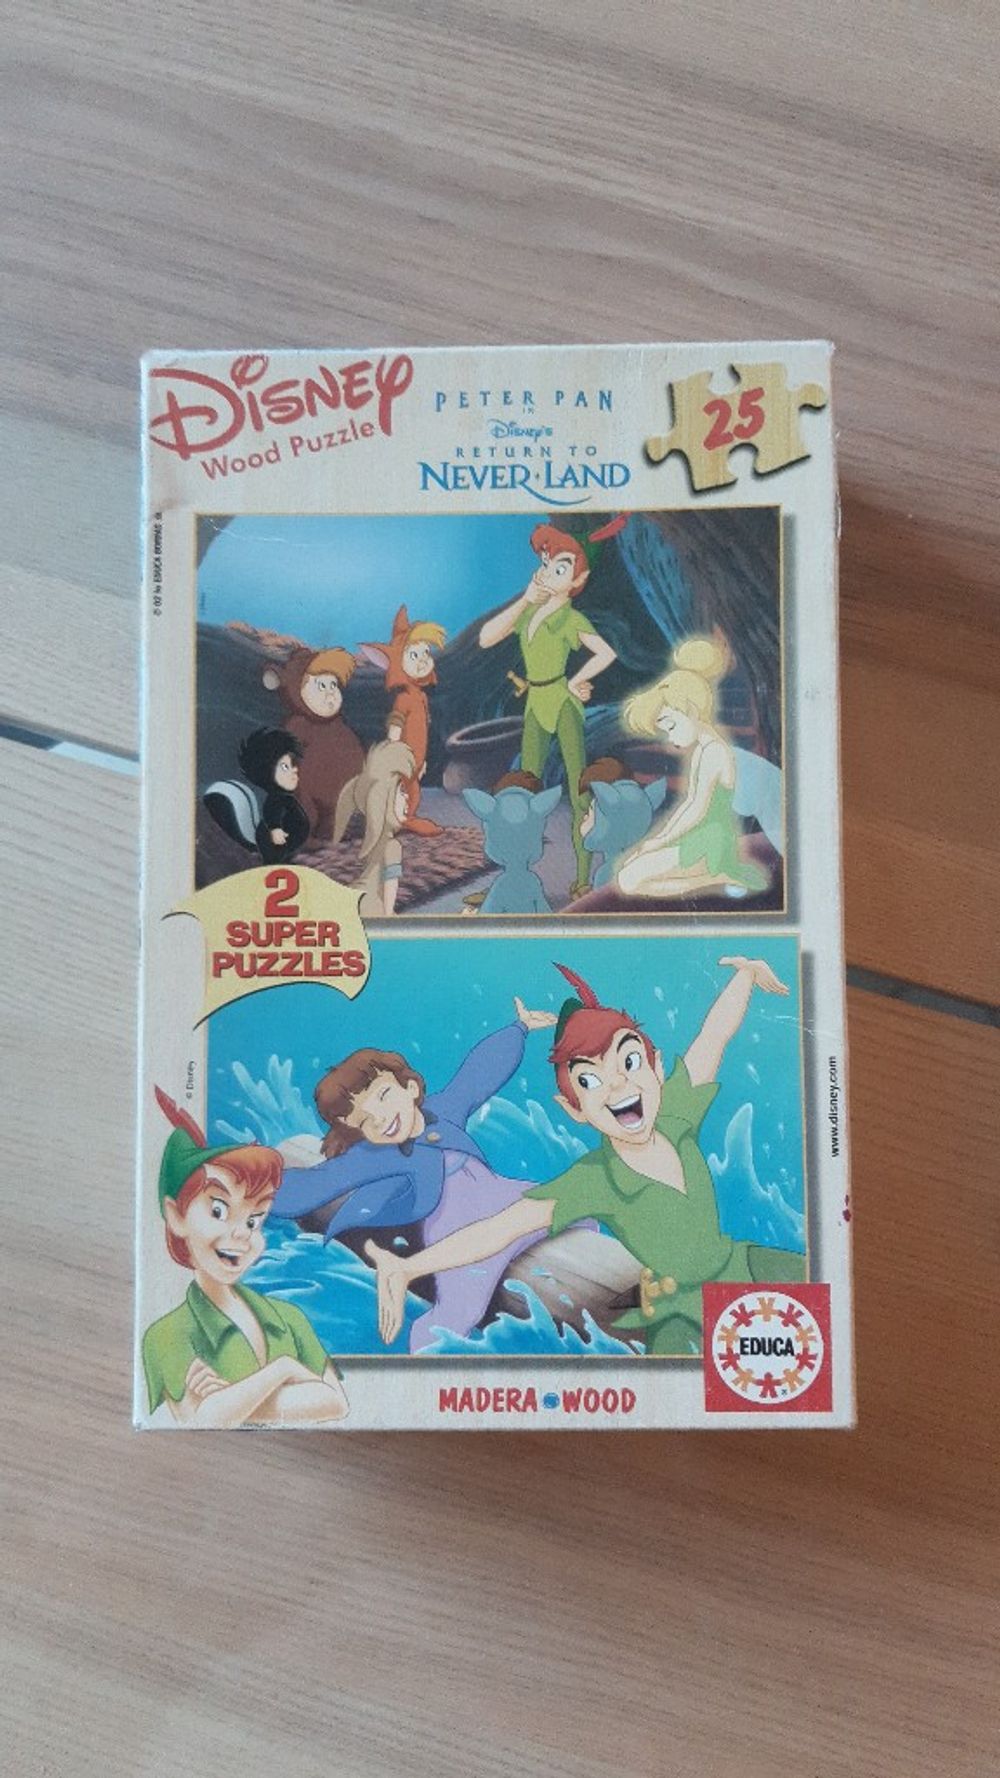 DISNEY
Wood Puzzle
PETER PAN
IN
DISNEY'S
RETURN TO
NEVER·LAND
25
2
SUPER
PUZZLES
© Disney
www.disney.com
EDUCA
MADERA WOOD